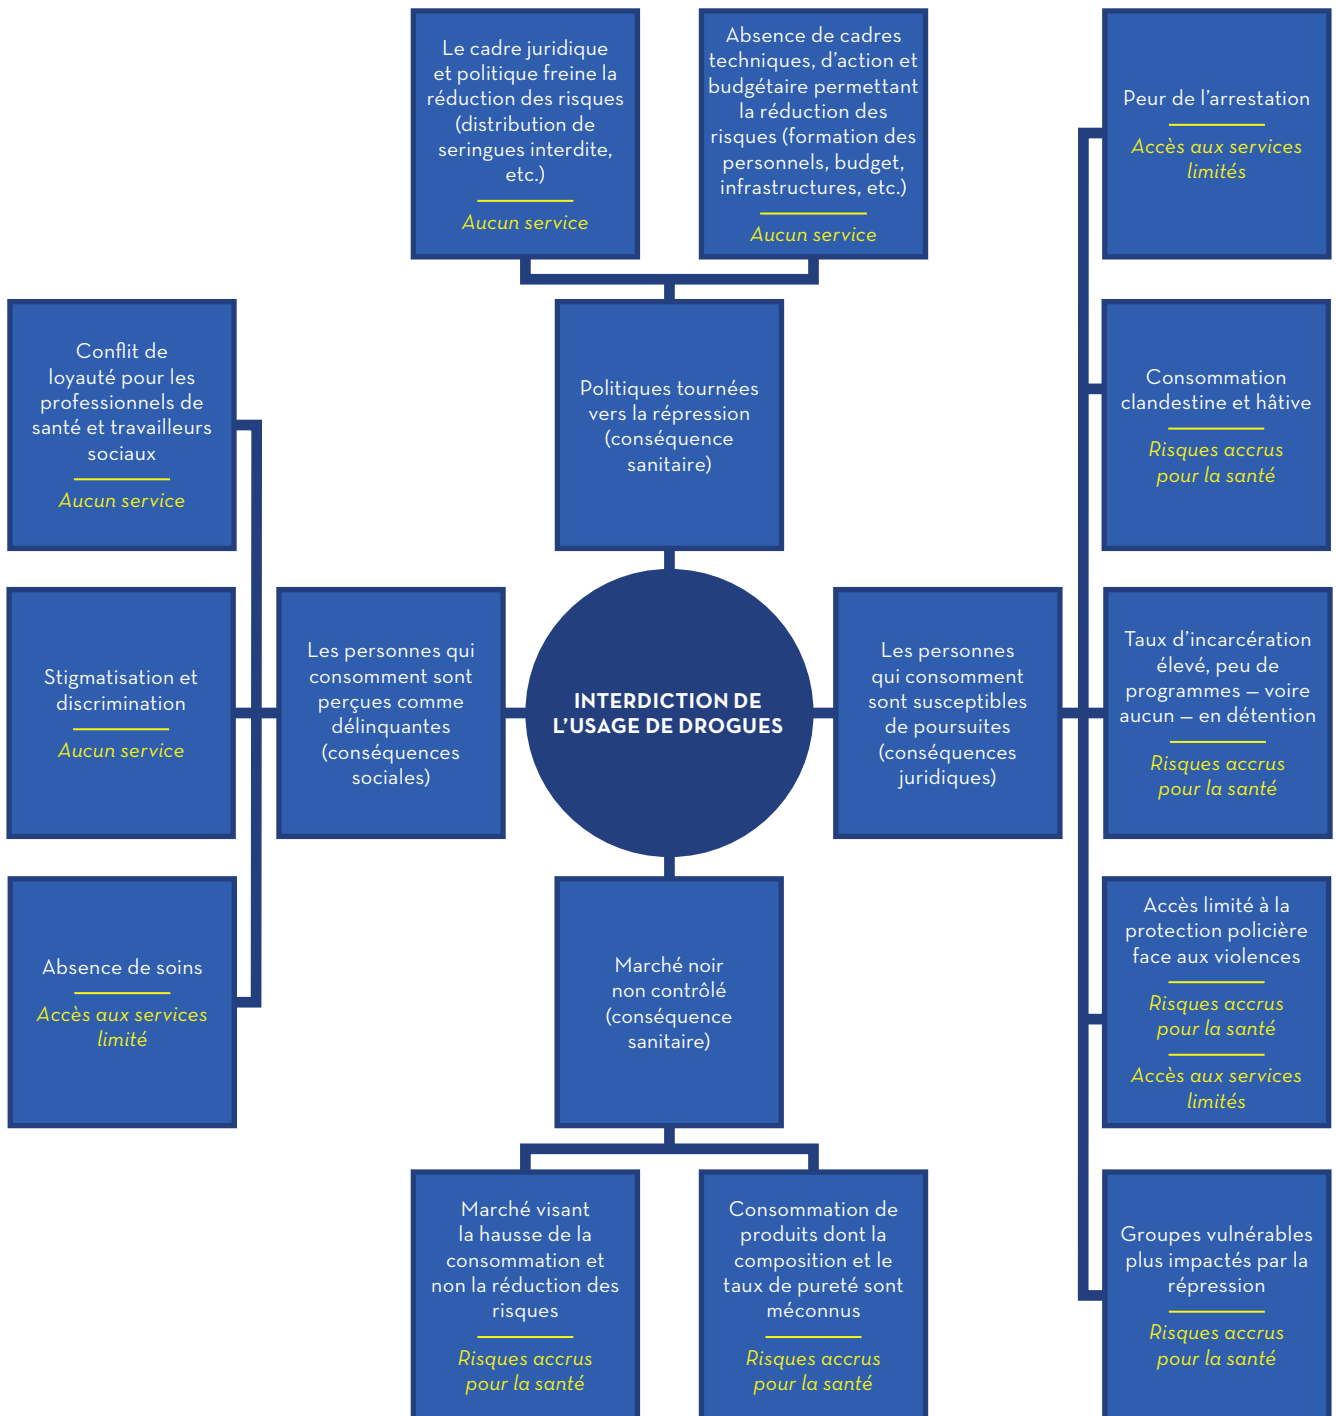 Le cadre juridique
et politique freine la
réduction des risques
(distribution de
seringues interdite,
etc.)
Aucun service
Absence de cadres
techniques, d’action et
budgétaire permettant
la réduction des
risques (formation des
personnels, budget,
infrastructures, etc.)
Aucun service
Peur de l’arrestation
Accès aux services
limités
Conflit de
loyauté pour les
professionnels de
santé et travailleurs
sociaux
Aucun service
Politiques tournées
vers la répression
(conséquence
sanitaire)
Consommation
clandestine et hâtive
Risques accrus
pour la santé
Stigmatisation et
discrimination
Aucun service
Les personnes qui
consomment sont
perçues comme
délinquantes
(conséquences
sociales)
INTERDICTION DE
L’USAGE DE DROGUES
Les personnes
qui consomment
sont susceptibles
de poursuites
(conséquences
juridiques)
Taux d’incarcération
élevé, peu de
programmes – voire
aucun – en détention
Risques accrus
pour la santé
Absence de soins
Accès aux services
limité
Marché noir
non contrôlé
(conséquence
sanitaire)
Accès limité à la
protection policière
face aux violences
Risques accrus
pour la santé
Accès aux services
limités
Marché visant
la hausse de la
consommation et
non la réduction des
risques
Risques accrus
pour la santé
Consommation de
produits dont la
composition et le
taux de pureté sont
méconnus
Risques accrus
pour la santé
Groupes vulnérables
plus impactés par la
répression
Risques accrus
pour la santé